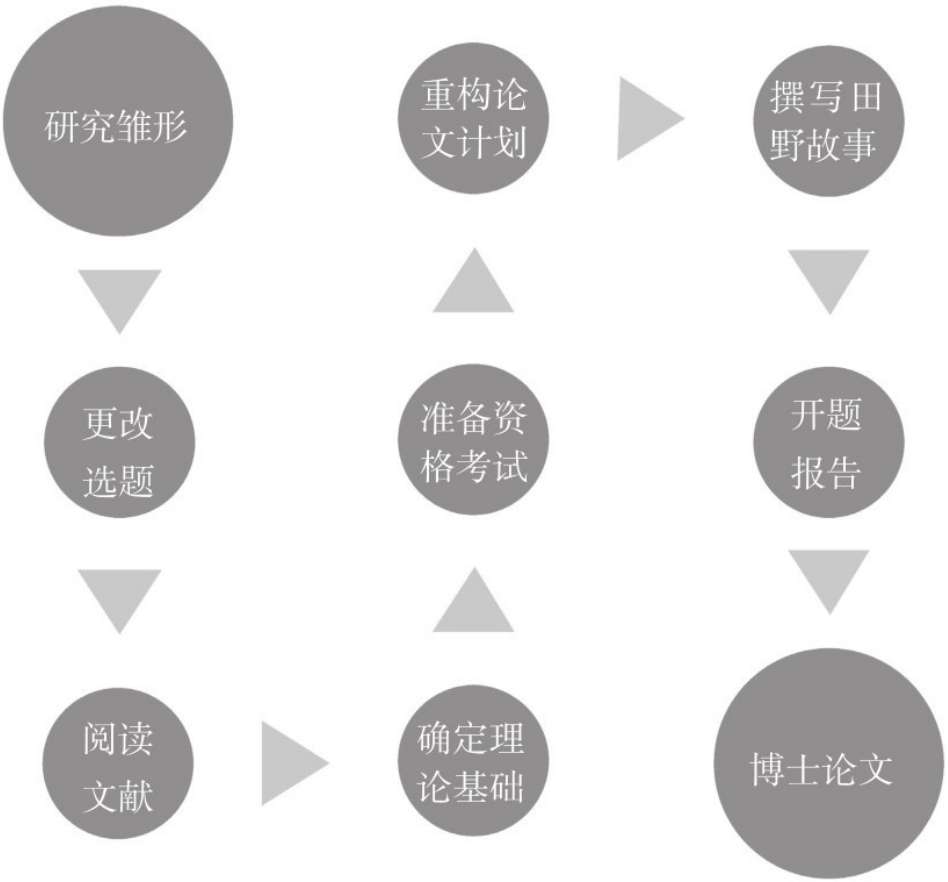 研究雏形
更改
选题
阅读
文献
确定理
论基础
准备资
格考试
重构论
文计划
撰写田
野故事
开题
报告
博士论文